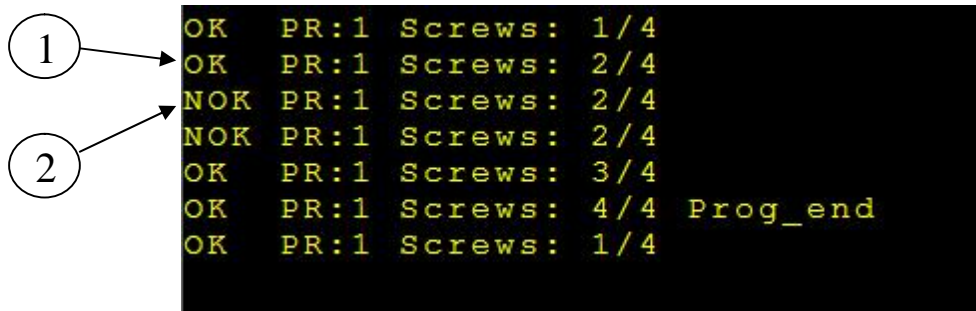 1
OK PR:1 Screws: 1/4
OK PR:1 Screws: 2/4
NOK PR:1 Screws: 2/4
NOK PR:1 Screws: 2/4
2
OK PR:1 Screws: 3/4
OK PR:1 Screws: 4/4 Prog_end
OK PR:1 Screws: 1/4